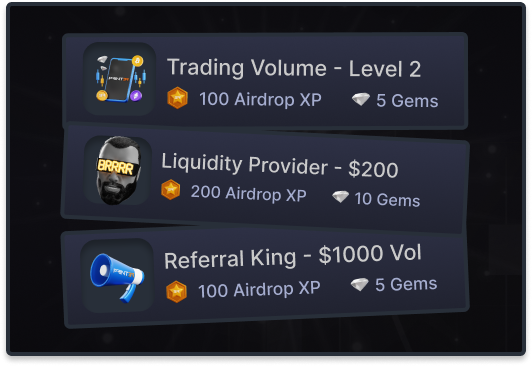 Trading Volume - Level 2
100 Airdrop XP 5 Gems
BRRRR
Liquidity Provider - $200
200 Airdrop XP 10 Gems
Referral King - $1000 Vol
100 Airdrop XP 5 Gems